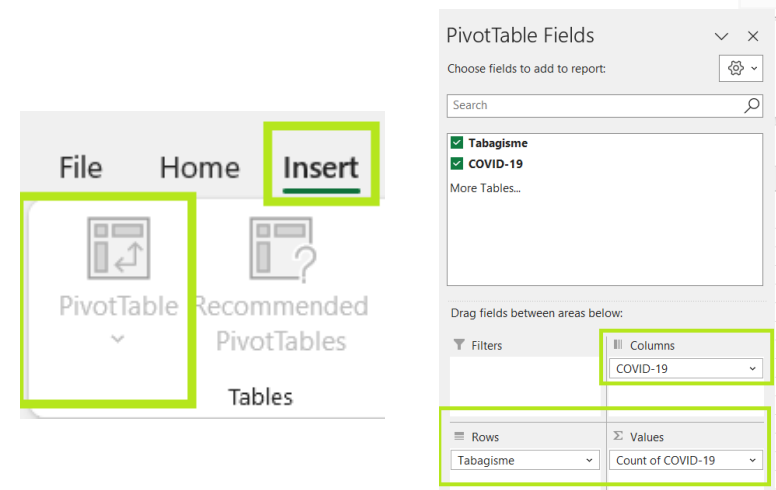 File Home Insert
PivotTable
Recommended
PivotTables
Tables
PivotTable Fields
Choose fields to add to report:
Search
Tabagisme
COVID-19
More Tables...
Drag fields between areas below:
Filters
Columns
COVID-19
Rows
Values
Tabagisme
Count of COVID-19